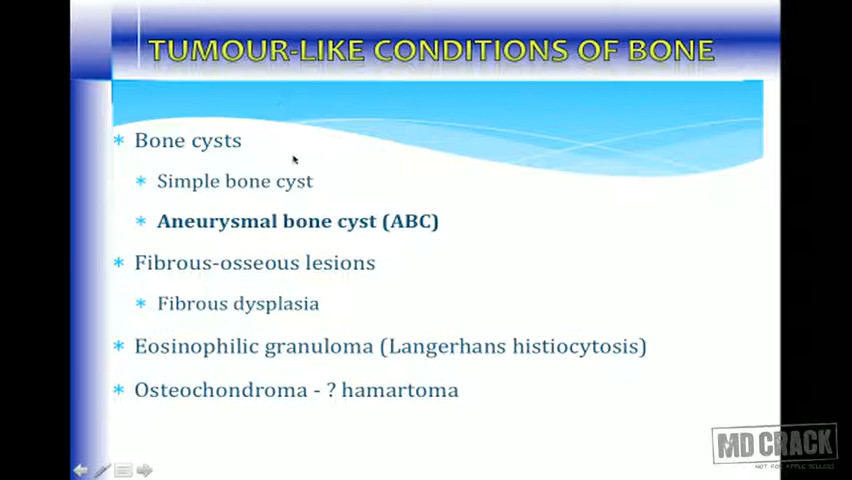 TUMOUR-LIKE CONDITIONS OF BONE
* Bone cysts
* Simple bone cyst
* Aneurysmal bone cyst (ABC)
* Fibrous-osseous lesions
* Fibrous dysplasia
* Eosinophilic granuloma (Langerhans histiocytosis)
* Osteochondroma - ? hamartoma
MD CRACK